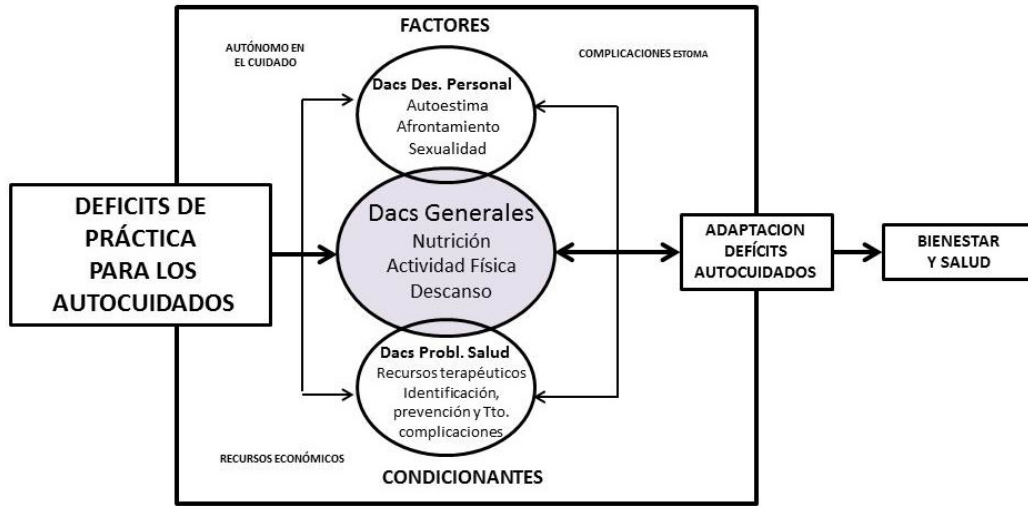 FACTORES
AUTÓNOMO EN
EL CUIDADO
COMPLICACIONES ESTOMA
Dacs Des. Personal
Autoestima
Afrontamiento
Sexualidad
DEFICITS DE
PRÁCTICA
PARA LOS
AUTOCUIDADOS
Dacs Generales
Nutrición
Actividad Física
Descanso
ADAPTACION
DEFÍCITS
AUTOCUIDADOS
BIENESTAR
Y SALUD
Dacs Probl. Salud
Recursos terapéuticos
Identificación,
prevención y Tto.
complicaciones
RECURSOS ECONÓMICOS
CONDICIONANTES